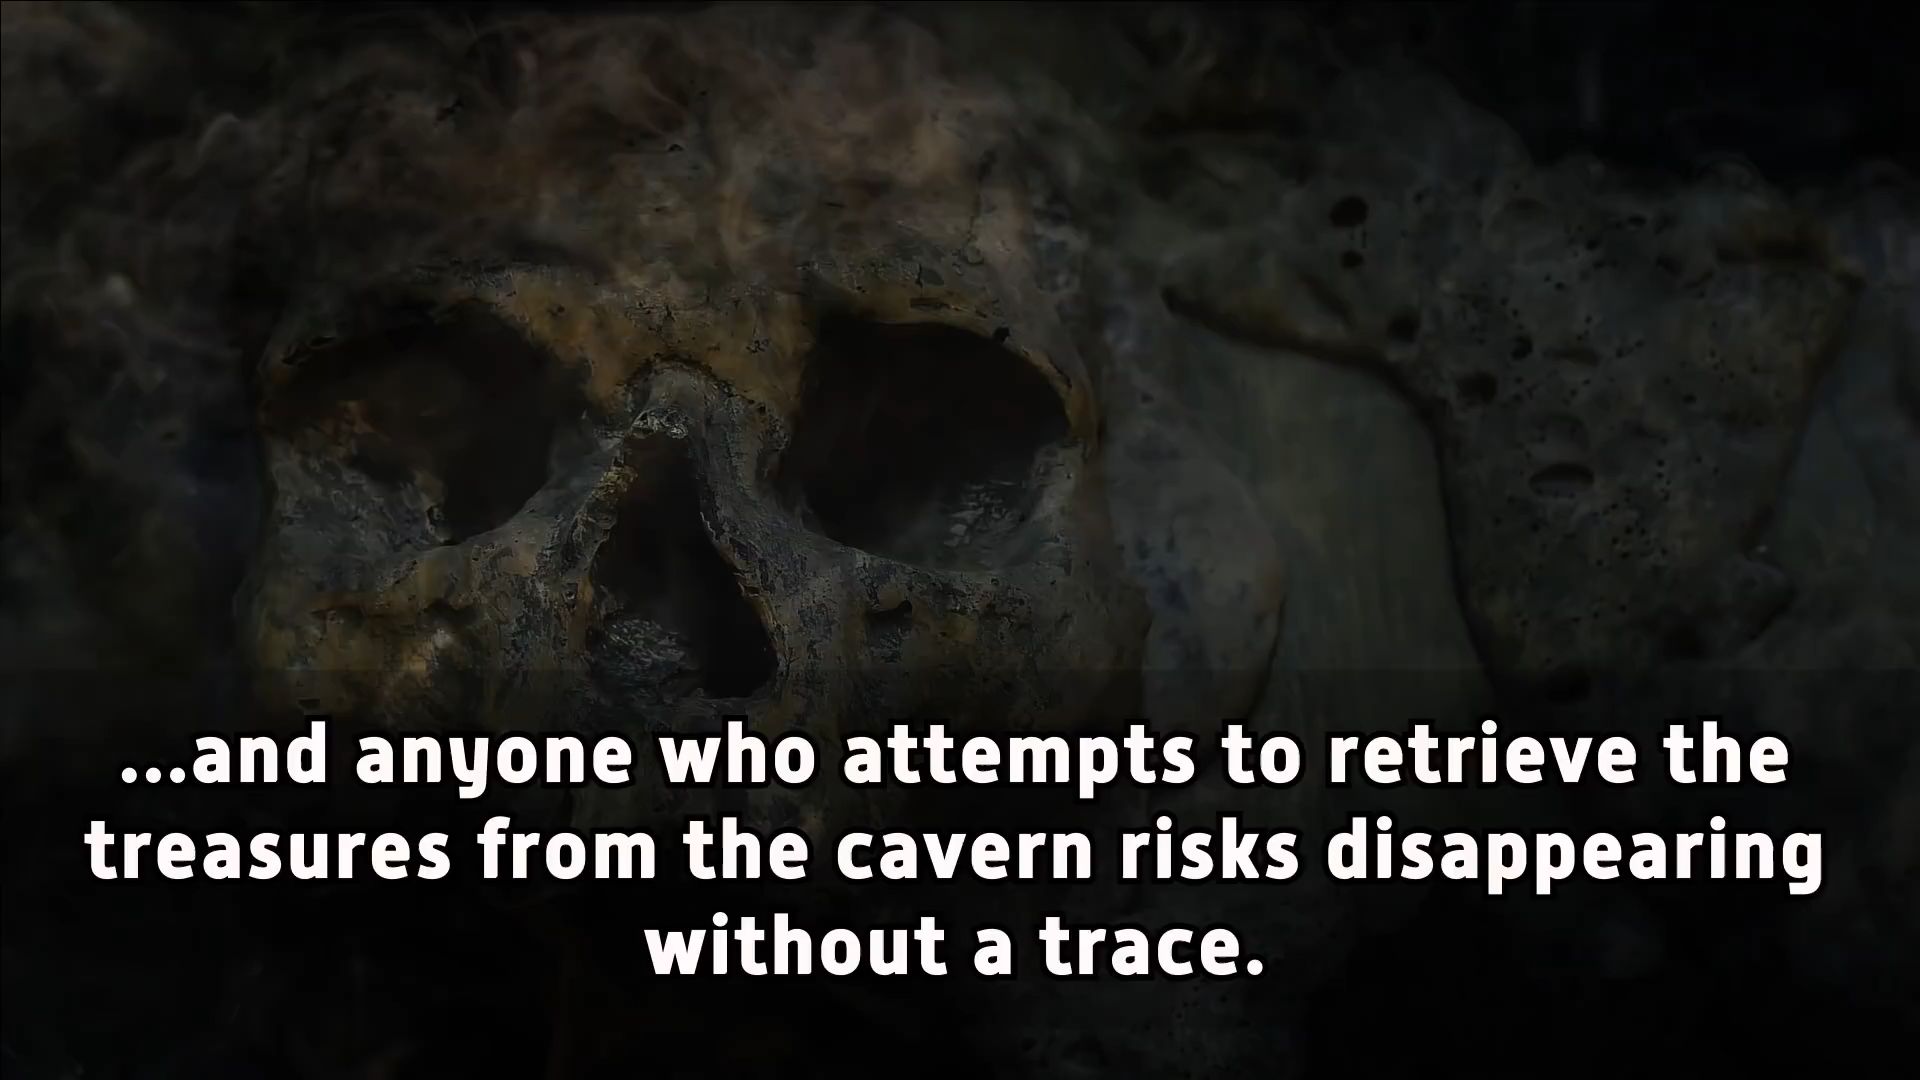 ...and anyone who attempts to retrieve the
treasures from the cavern risks disappearing
without a trace.